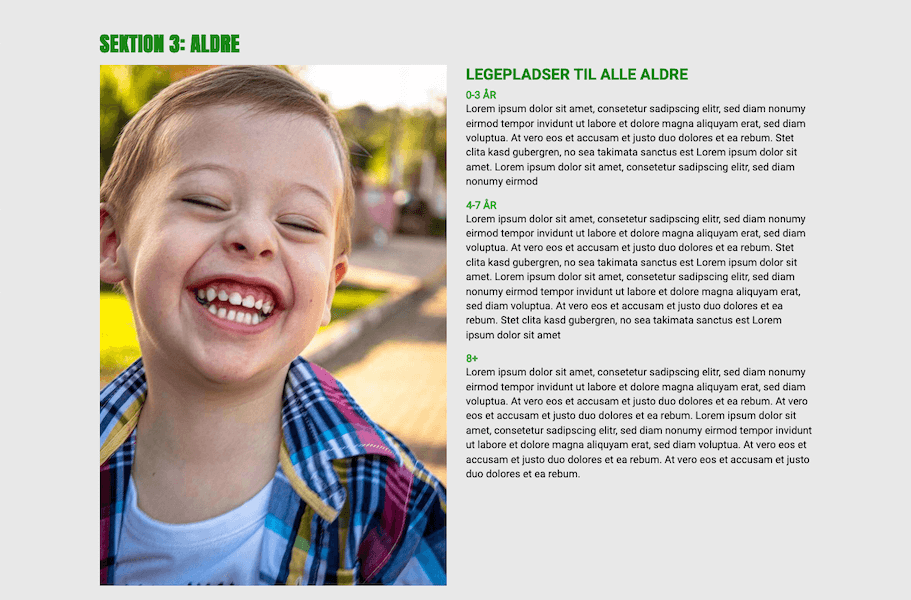 SEKTION 3: ALDRE
LEGEPLADSER TIL ALLE ALDRE
0-3 ÅR
Lorem ipsum dolor sit amet, consetetur sadipscing elitr, sed diam nonumy
eirmod tempor invidunt ut labore et dolore magna aliquyam erat, sed diam
voluptua. At vero eos et accusam et justo duo dolores et ea rebum. Stet
clita kasd gubergren, no sea takimata sanctus est Lorem ipsum dolor sit
amet. Lorem ipsum dolor sit amet, consetetur sadipscing elitr, sed diam
nonumy eirmod
4-7 ÅR
Lorem ipsum dolor sit amet, consetetur sadipscing elitr, sed diam nonumy
eirmod tempor invidunt ut labore et dolore magna aliquyam erat, sed diam
voluptua. At vero eos et accusam et justo duo dolores et ea rebum. Stet
clita kasd gubergren, no sea takimata sanctus est Lorem ipsum dolor sit
amet. Lorem ipsum dolor sit amet, consetetur sadipscing elitr, sed diam
nonumy eirmod tempor invidunt ut labore et dolore magna aliquyam erat,
sed diam voluptua. At vero eos et accusam et justo duo dolores et ea
rebum. Stet clita kasd gubergren, no sea takimata sanctus est Lorem
ipsum dolor sit amet
8+
Lorem ipsum dolor sit amet, consetetur sadipscing elitr, sed diam nonumy
eirmod tempor invidunt ut labore et dolore magna aliquyam erat, sed diam
voluptua. At vero eos et accusam et justo duo dolores et ea rebum. At vero
eos et accusam et justo duo dolores et ea rebum. Lorem ipsum dolor sit
amet, consetetur sadipscing elitr, sed diam nonumy eirmod tempor invidunt
ut labore et dolore magna aliquyam erat, sed diam voluptua. At vero eos et
accusam et justo duo dolores et ea rebum. At vero eos et accusam et justo
duo dolores et ea rebum.